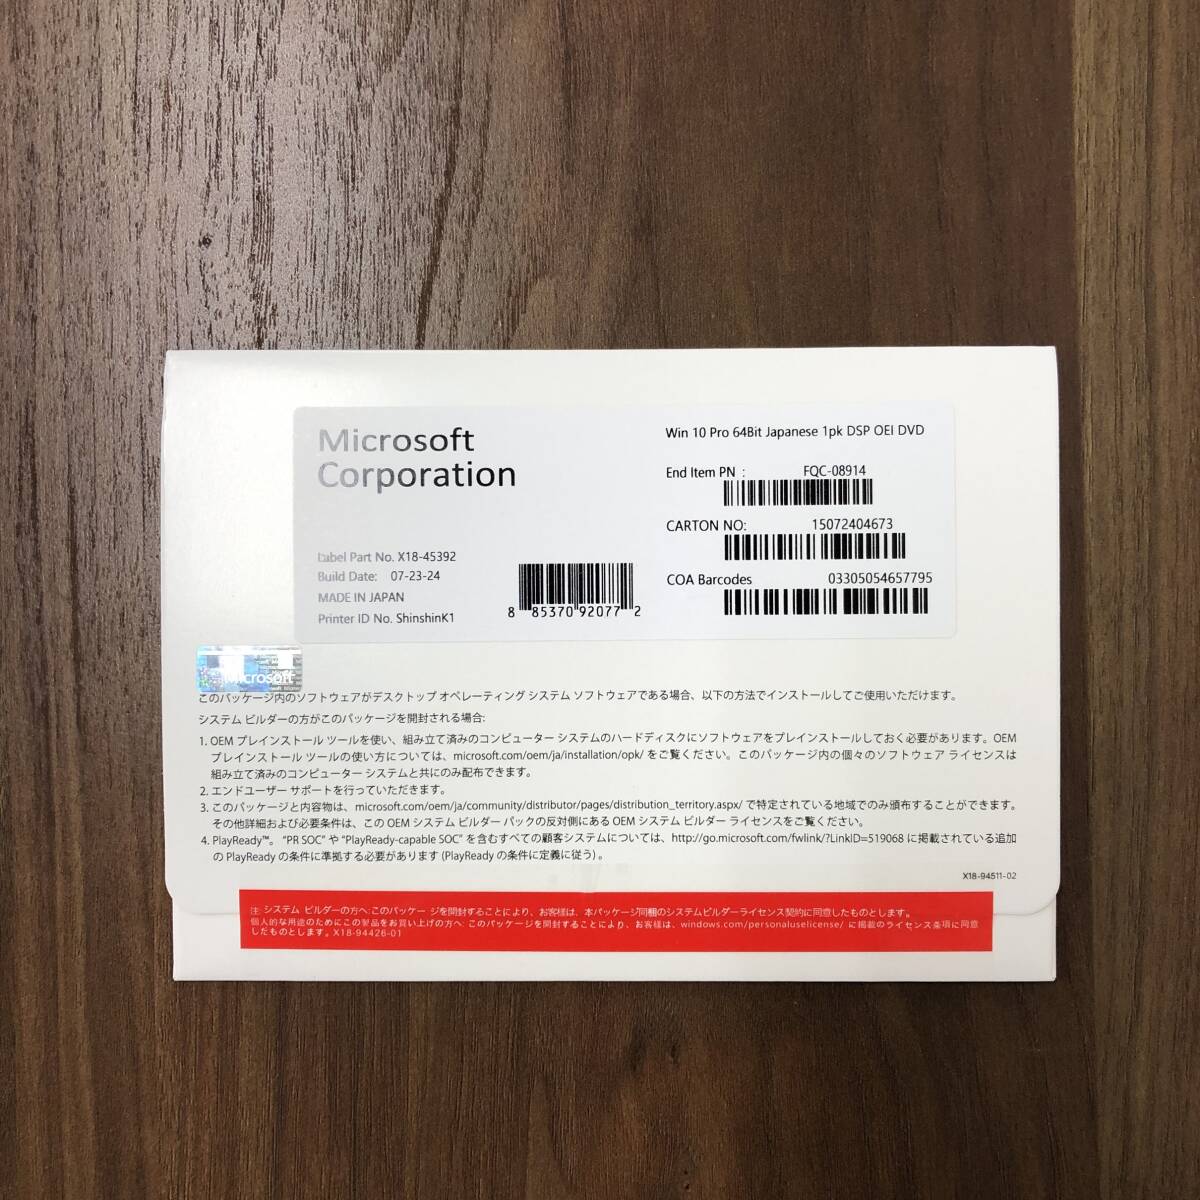 Microsoft
Corporation
Label Part No. X18-45392
Build Date: 07-23-24
MADE IN JAPAN
Printer ID No. ShinshinK1
8 85370 92077 2
Win 10 Pro 64Bit Japanese 1pk DSP OEI DVD
End Item PN : FQC-08914
CARTON NO: 15072404673
COA Barcodes 03305054657795
Microsoft
このパッケージ内のソフトウェアがデスクトップ オペレーティング システム ソフトウェアである場合、以下の方法でインストールしてご使用いただけます。
システム ビルダーの方がこのパッケージを開封される場合:
1. OEM プレインストール ツールを使い、組み立て済みのコンピューター システムのハードディスクにソフトウェアをプレインストールしておく必要があります。OEM
プレインストール ツールの使い方については、microsoft.com/oem/ja/installation/opk/ をご覧ください。このパッケージ内の個々のソフトウェア ライセンスは
組み立て済みのコンピューター システムと共にのみ配布できます。
2. エンドユーザー サポートを行っていただきます。
3. このパッケージと内容物は、microsoft.com/oem/ja/community/distributor/pages/distribution_territory.aspx/ で特定されている地域でのみ頒布することができます。
その他詳細および必要条件は、この OEM システム ビルダー パックの反対側にある OEM システム ビルダー ライセンスをご覧ください。
4. PlayReady™。 “PR SOC” や “PlayReady-capable SOC” を含むすべての顧客システムについては、http://go.microsoft.com/fwlink/?LinkID=519068 に掲載されている追加
の PlayReady の条件に準拠する必要があります (PlayReady の条件に定義に従う) 。
X18-94511-02
注: システム ビルダーの方へ:このパッケー ジを開封することにより、お客様は、本パッケージ同梱のシステムビルダーライセンス契約に同意したものとします。
個人的な用途のためにこの製品をお買い上げの方へ: このパッケージを開封することにより、お客様は、windows.com/personaluselicense/ に掲載のライセンス条項に同意
したものとします。X18-94426-01